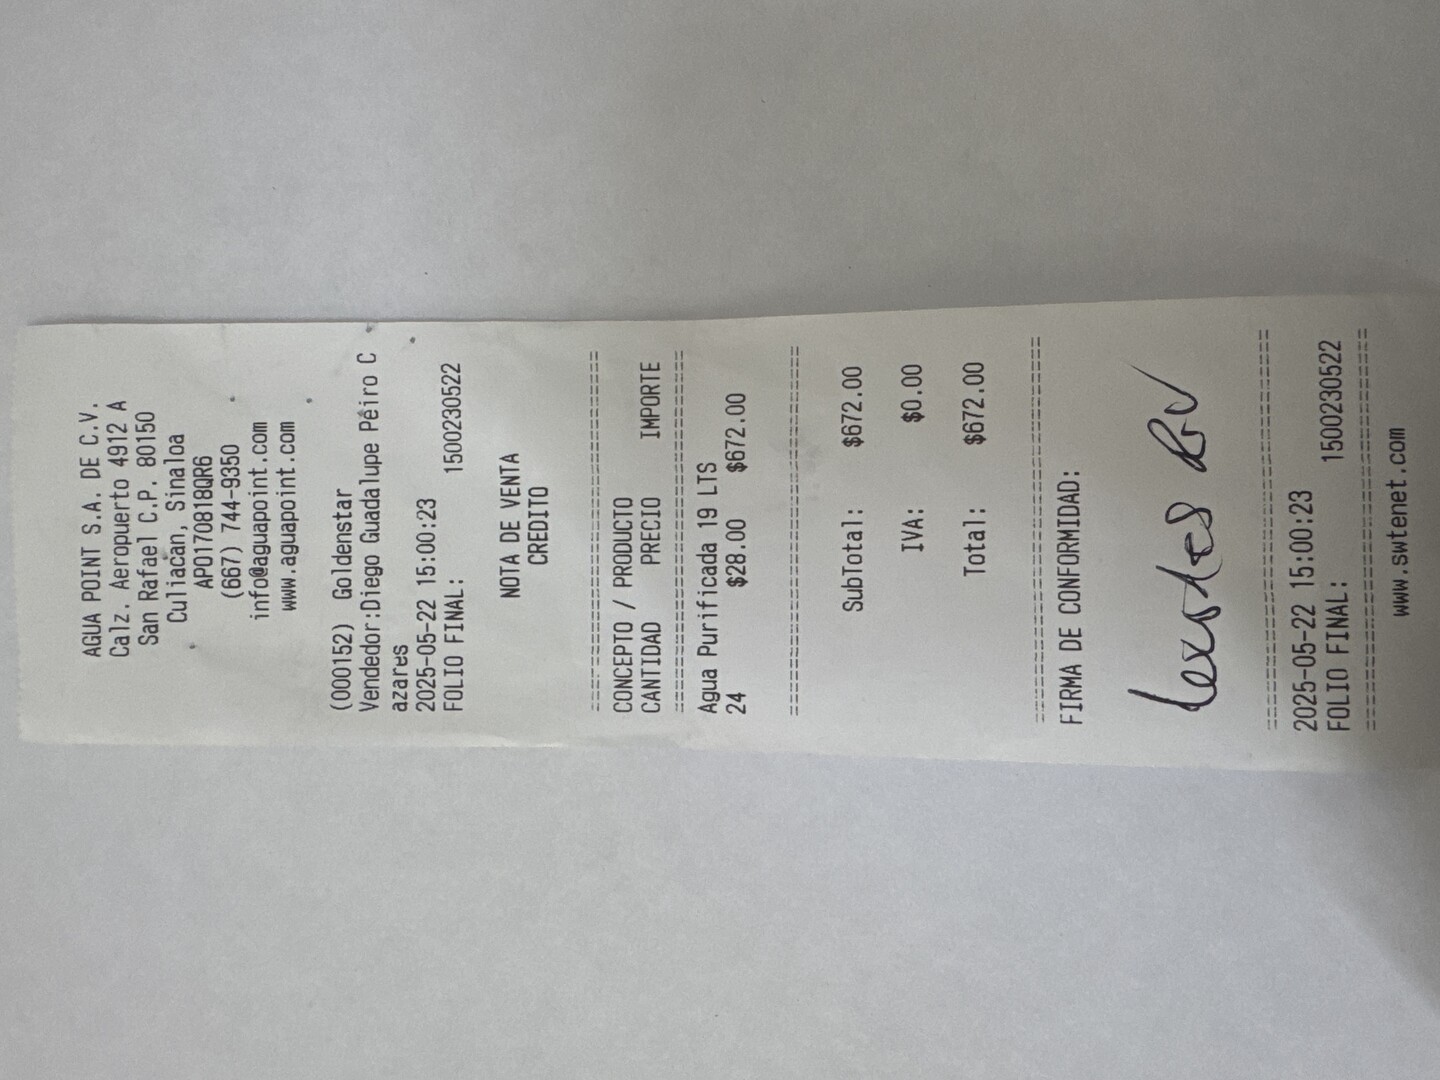 AGUA POINT S.A. DE C.V.
Calz. Aeropuerto 4912 A
San Rafael C.P. 80150
Culiacán, Sinaloa
APO170818QR6
(667) 744-9350
info@aguapoint.com
www.aguapoint.com
(000152) Goldenstar
Vendedor:Diego Guadalupe Péiro C
azares
2025-05-22 15:00:23
FOLIO FINAL: 1500230522
NOTA DE VENTA
CREDITO
CONCEPTO / PRODUCTO
CANTIDAD PRECIO IMPORTE
Agua Purificada 19 LTS
24 $28.00 $672.00
SubTotal: $672.00
IVA: $0.00
Total: $672.00
FIRMA DE CONFORMIDAD:
2025-05-22 15:00:23
FOLIO FINAL: 1500230522
www.swtenet.com